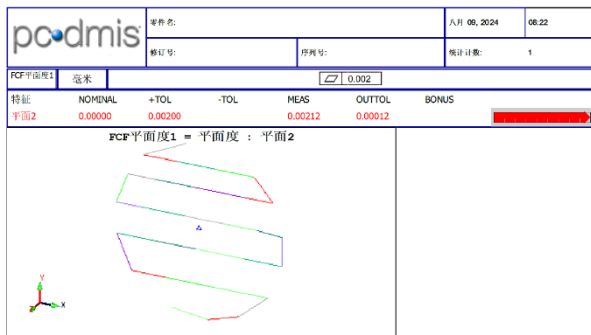 pc•dmis
零件名:
八月 09, 2024
08:22
修订号:
序列号:
统计计数:
1
FCF平面度1
毫米
0.002
特征 NOMINAL +TOL -TOL MEAS OUTTOL BONUS
平面2 0.00000 0.00200 0.00212 0.00012
FCF平面度1 = 平面度 : 平面2
Y
X
Z